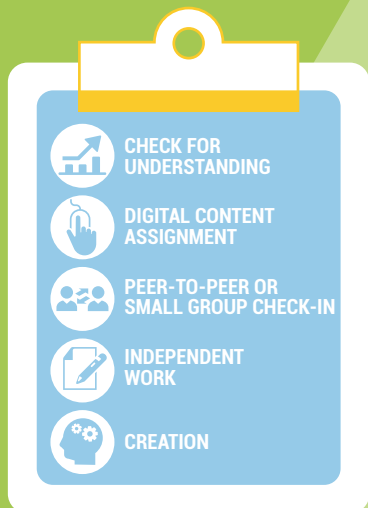 CHECK FOR
UNDERSTANDING
DIGITAL CONTENT
ASSIGNMENT
PEER-TO-PEER OR
SMALL GROUP CHECK-IN
INDEPENDENT
WORK
CREATION